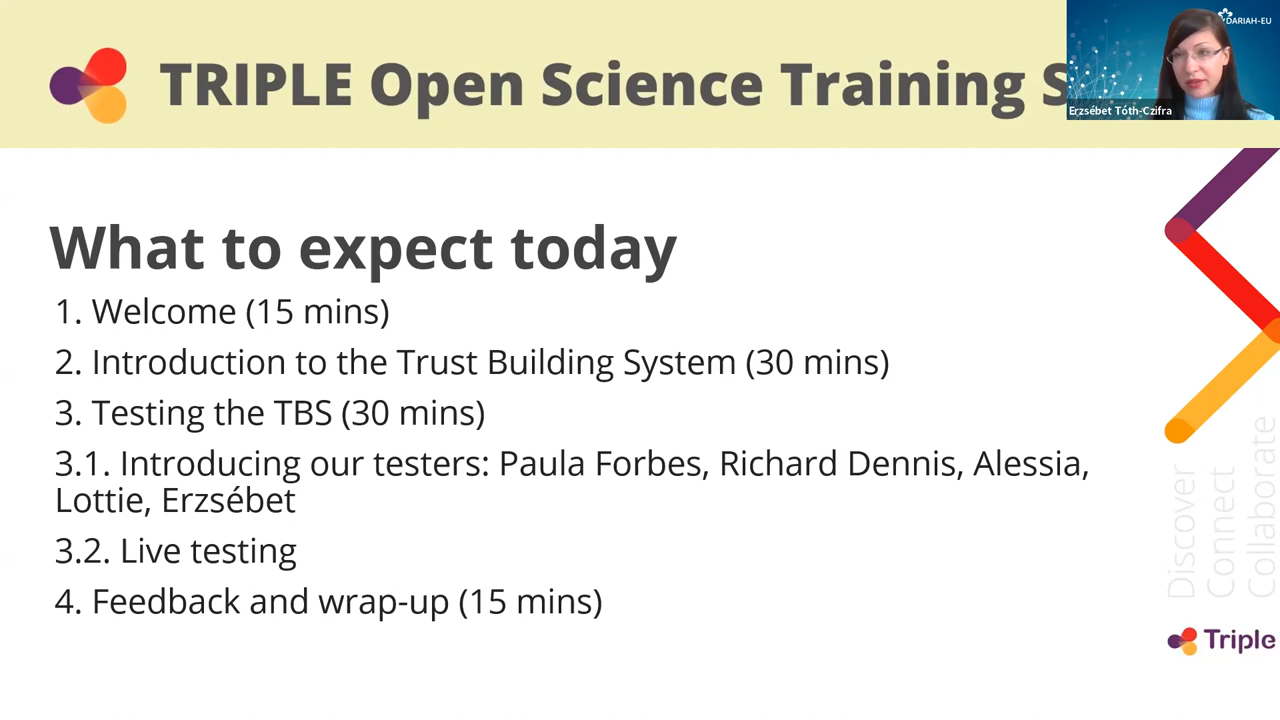 TRIPLE Open Science Training S
DARIAH-EU
Erzsébet Tóth-Czifra
What to expect today
1. Welcome (15 mins)
2. Introduction to the Trust Building System (30 mins)
3. Testing the TBS (30 mins)
3.1. Introducing our testers: Paula Forbes, Richard Dennis, Alessia,
Lottie, Erzsébet
3.2. Live testing
4. Feedback and wrap-up (15 mins)
Discover
Connect
Collaborate
Triple